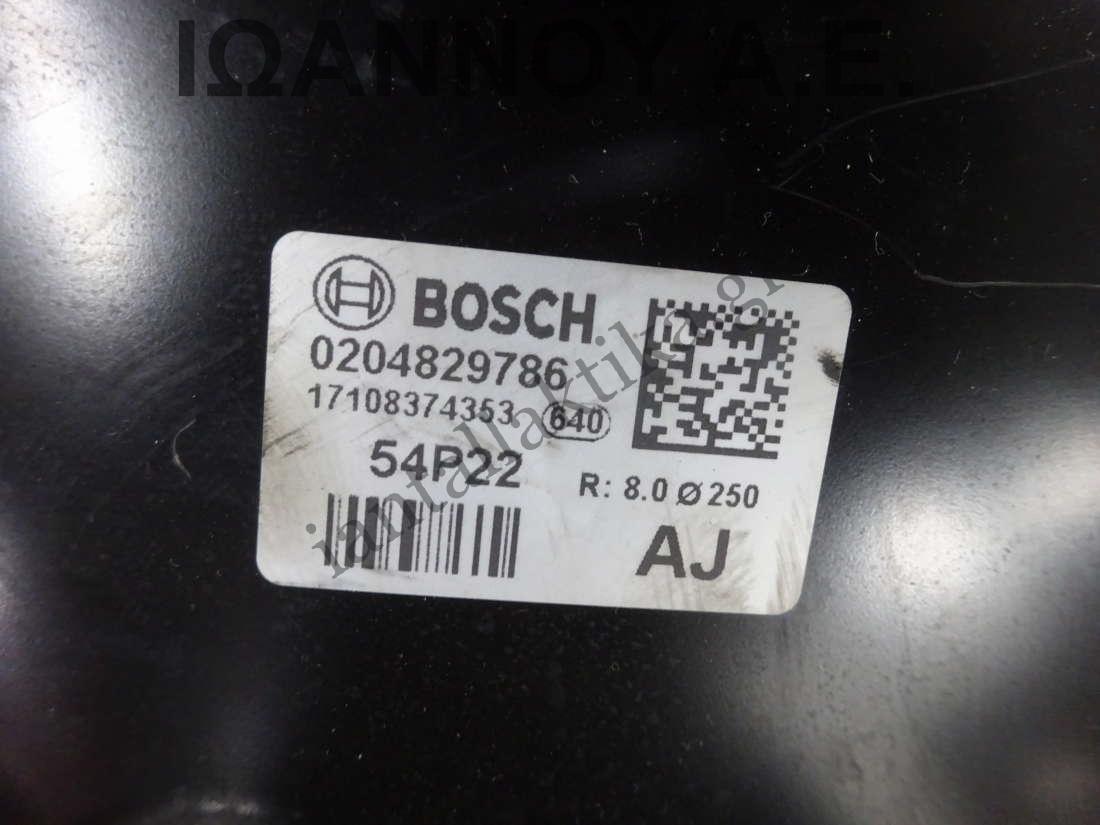 ΙΩΑΝΝΟΥ Α.Ε.
BOSCH
0204829786
17108374353 640
54P22
R: 8.0 Ø 250
AJ
iantallaktika.gr